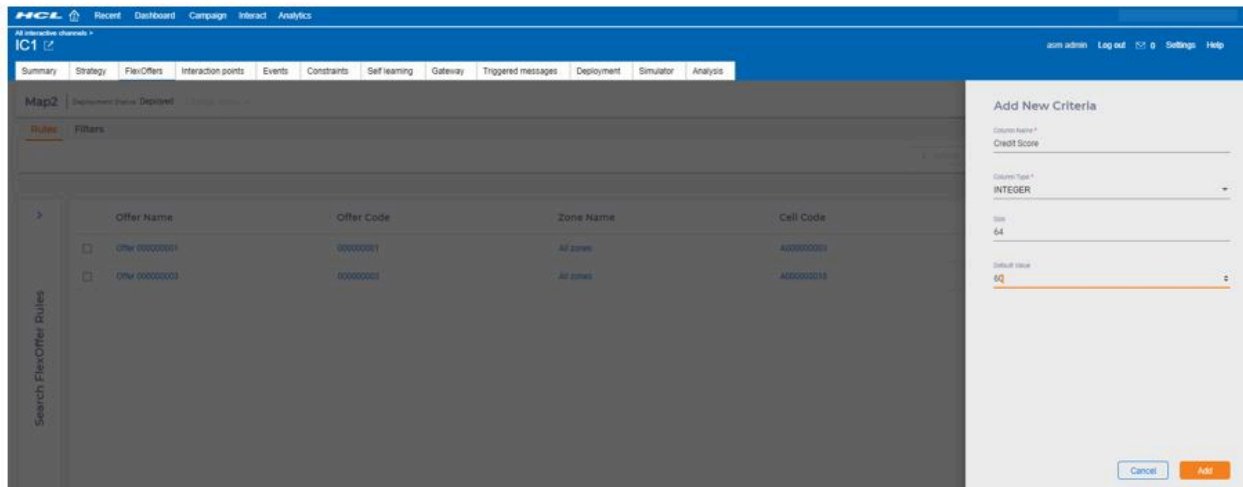 HCL Recent Dashboard Campaign Interact Analytics
All interactive channels >
IC1
asm admin Log out 0 Settings Help
Summary Strategy FlexOffers Interaction points Events Constraints Self learning Gateway Triggered messages Deployment Simulator Analysis
Map2 Deployment Status: Deployed
Rules Filters
Offer Name Offer Code Zone Name Cell Code
Offer 000000001 000000001 All zones A000000003
Offer 000000003 000000003 All zones A000000018
Search FlexOffer Rules
Add New Criteria
Column Name *
Credit Score
Column Type *
INTEGER
Size
64
Default Value
60
Cancel Add